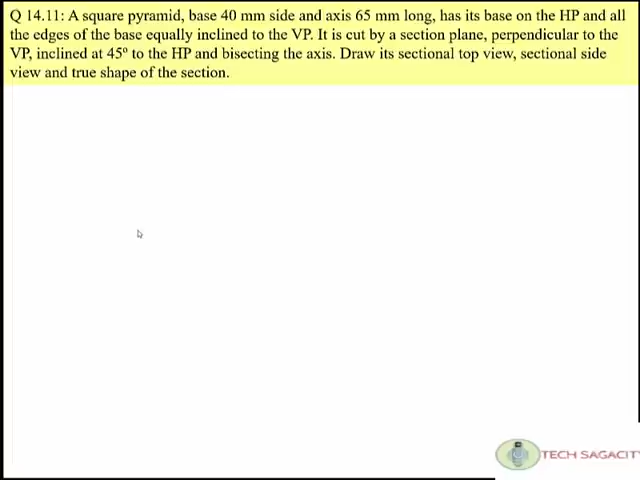 Q 14.11: A square pyramid, base 40 mm side and axis 65 mm long, has its base on the HP and all
the edges of the base equally inclined to the VP. It is cut by a section plane, perpendicular to the
VP, inclined at 45º to the HP and bisecting the axis. Draw its sectional top view, sectional side
view and true shape of the section.
TECH SAGACIT